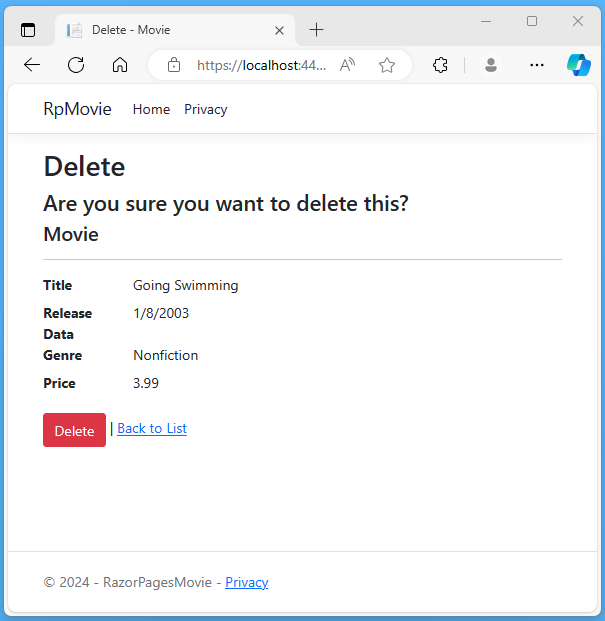 Delete - Movie
https://localhost:44...
RpMovie Home Privacy
Delete
Are you sure you want to delete this?
Movie
Title Going Swimming
Release Data 1/8/2003
Genre Nonfiction
Price 3.99
Delete | Back to List
© 2024 - RazorPagesMovie - Privacy